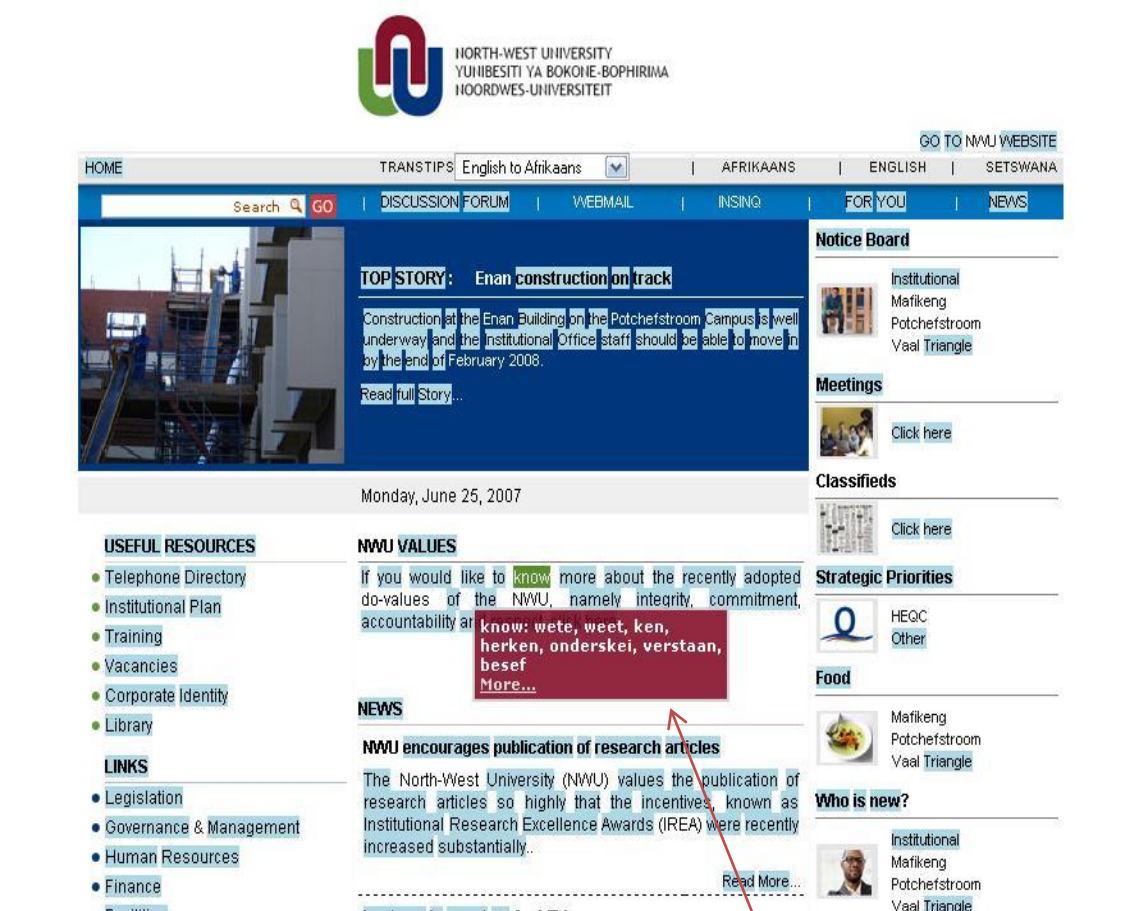 NORTH-WEST UNIVERSITY
YUNIBESITI YA BOKONE-BOPHIRIMA
NOORDWES-UNIVERSITEIT
GO TO NWU WEBSITE
HOME TRANSTIPS English to Afrikaans | AFRIKAANS | ENGLISH | SETSWANA
Search GO | DISCUSSION FORUM | WEBMAIL | INSINQ | FOR YOU | NEWS
TOP STORY : Enan construction on track
Construction at the Enan Building on the Potchefstroom Campus is well
underway and the Institutional Office staff should be able to move in
by the end of February 2008.
Read full Story...
Monday, June 25, 2007
USEFUL RESOURCES
Telephone Directory
Institutional Plan
Training
Vacancies
Corporate Identity
Library
LINKS
Legislation
Governance & Management
Human Resources
Finance
NWU VALUES
If you would like to know more about the recently adopted
do-values of the NWU, namely integrity, commitment,
accountability
know: wete, weet, ken,
herken, onderskei, verstaan,
besef
More...
NEWS
NWU encourages publication of research articles
The North-West University (NWU) values the publication of
research articles so highly that the incentives, known as
Institutional Research Excellence Awards (IREA) were recently
increased substantially..
Read More...
Notice Board
Institutional
Mafikeng
Potchefstroom
Vaal Triangle
Meetings
Click here
Classifieds
Click here
Strategic Priorities
HEQC
Other
Food
Mafikeng
Potchefstroom
Vaal Triangle
Who is new?
Institutional
Mafikeng
Potchefstroom
Vaal Triangle